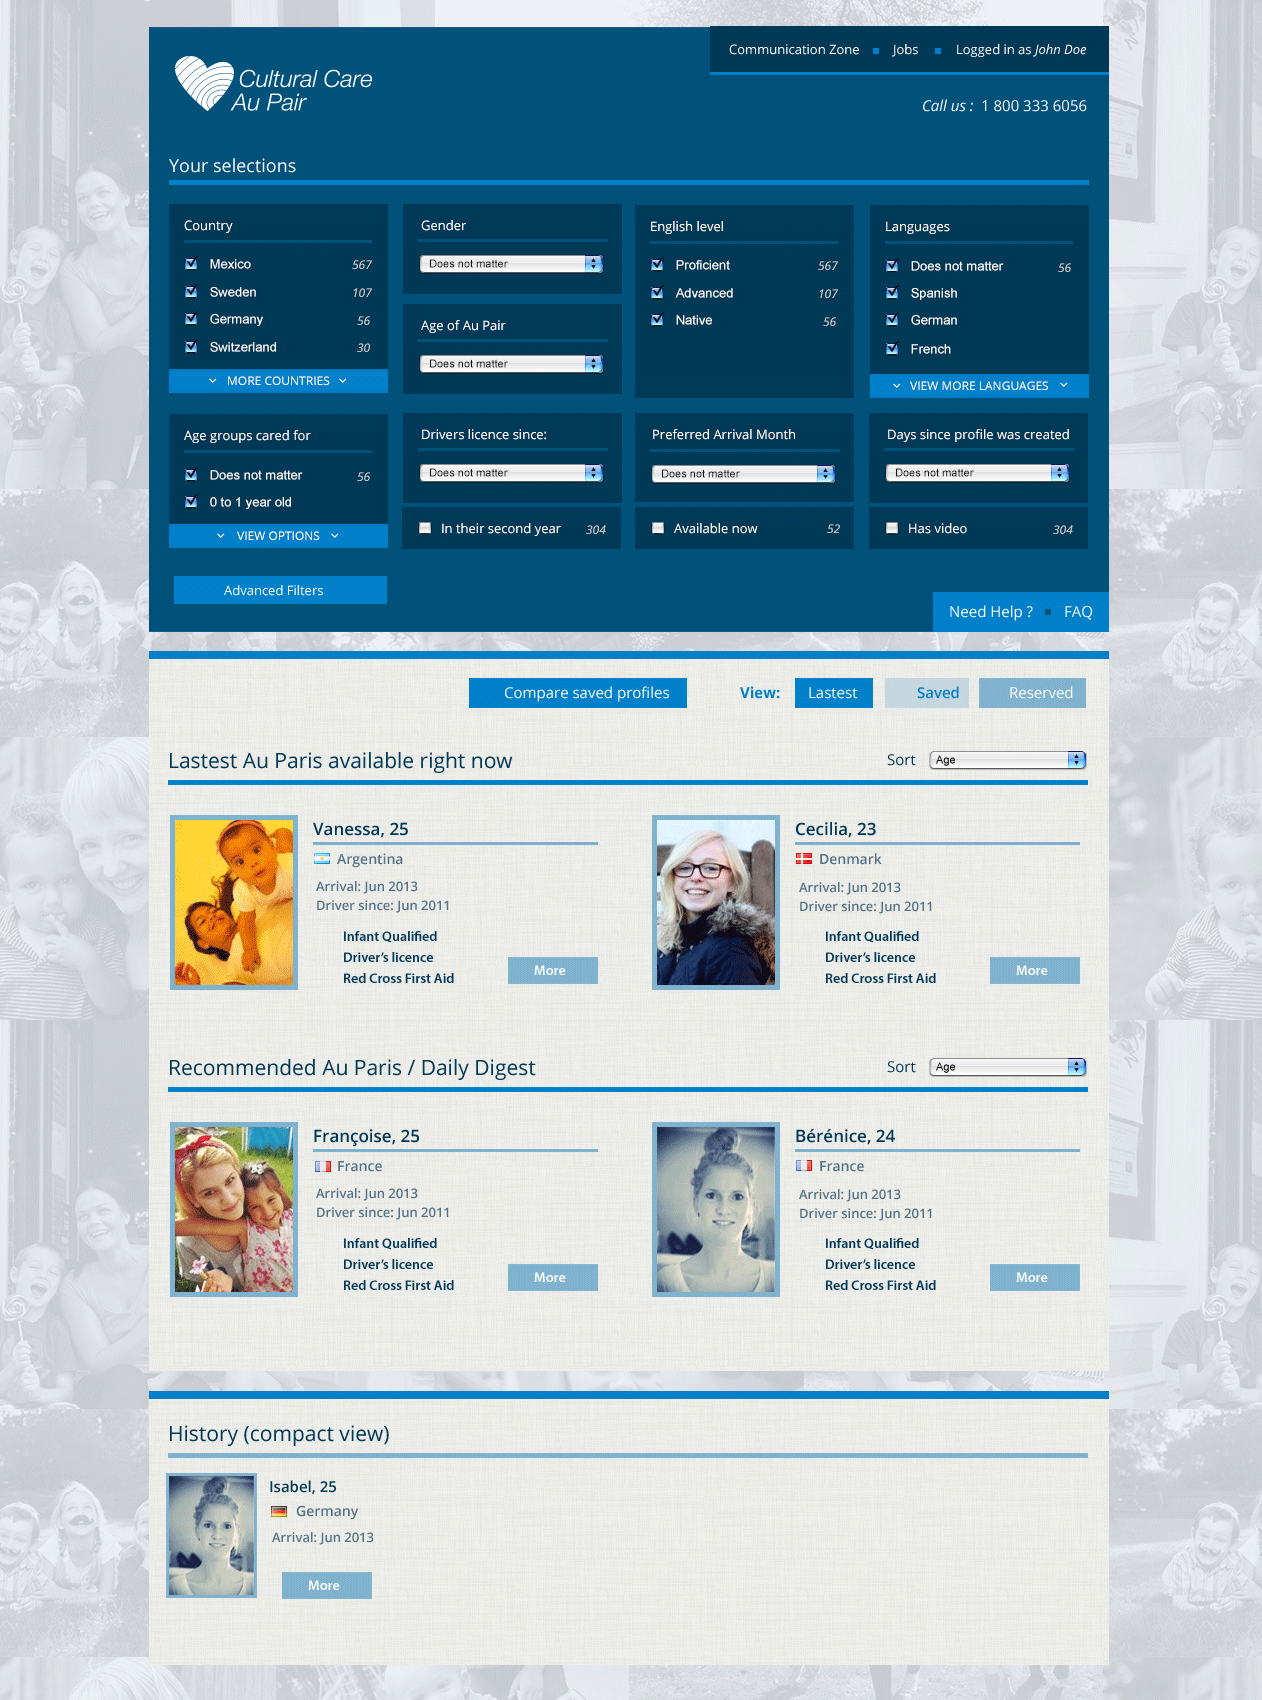 Communication Zone Jobs Logged in as John Doe
Cultural Care
Au Pair
Call us : 1 800 333 6056
Your selections
Country
Mexico 567
Sweden 107
Germany 56
Switzerland 30
MORE COUNTRIES
Gender
Does not matter
Age of Au Pair
Does not matter
English level
Proficient 567
Advanced 107
Native 56
Languages
Does not matter 56
Spanish
German
French
VIEW MORE LANGUAGES
Age groups cared for
Does not matter 56
0 to 1 year old
VIEW OPTIONS
Drivers licence since:
Does not matter
In their second year 304
Preferred Arrival Month
Does not matter
Available now 52
Days since profile was created
Does not matter
Has video 304
Advanced Filters
Need Help ? FAQ
Compare saved profiles View: Lastest Saved Reserved
Lastest Au Paris available right now Sort Age
Vanessa, 25
Argentina
Arrival: Jun 2013
Driver since: Jun 2011
Infant Qualified
Driver's licence
Red Cross First Aid
More
Cecilia, 23
Denmark
Arrival: Jun 2013
Driver since: Jun 2011
Infant Qualified
Driver's licence
Red Cross First Aid
More
Recommended Au Paris / Daily Digest Sort Age
Françoise, 25
France
Arrival: Jun 2013
Driver since: Jun 2011
Infant Qualified
Driver's licence
Red Cross First Aid
More
Bérénice, 24
France
Arrival: Jun 2013
Driver since: Jun 2011
Infant Qualified
Driver's licence
Red Cross First Aid
More
History (compact view)
Isabel, 25
Germany
Arrival: Jun 2013
More